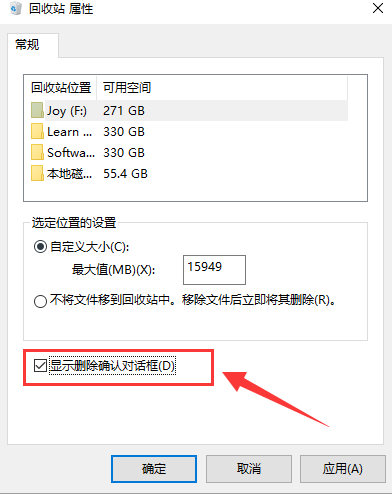 回收站 属性
常规
回收站位置 可用空间
Joy (F:) 271 GB
Learn ... 330 GB
Softwa... 330 GB
本地磁... 55.4 GB
选定位置的设置
自定义大小(C):
最大值(MB)(X): 15949
不将文件移到回收站中。移除文件后立即将其删除(R)。
显示删除确认对话框(D)
确定 取消 应用(A)